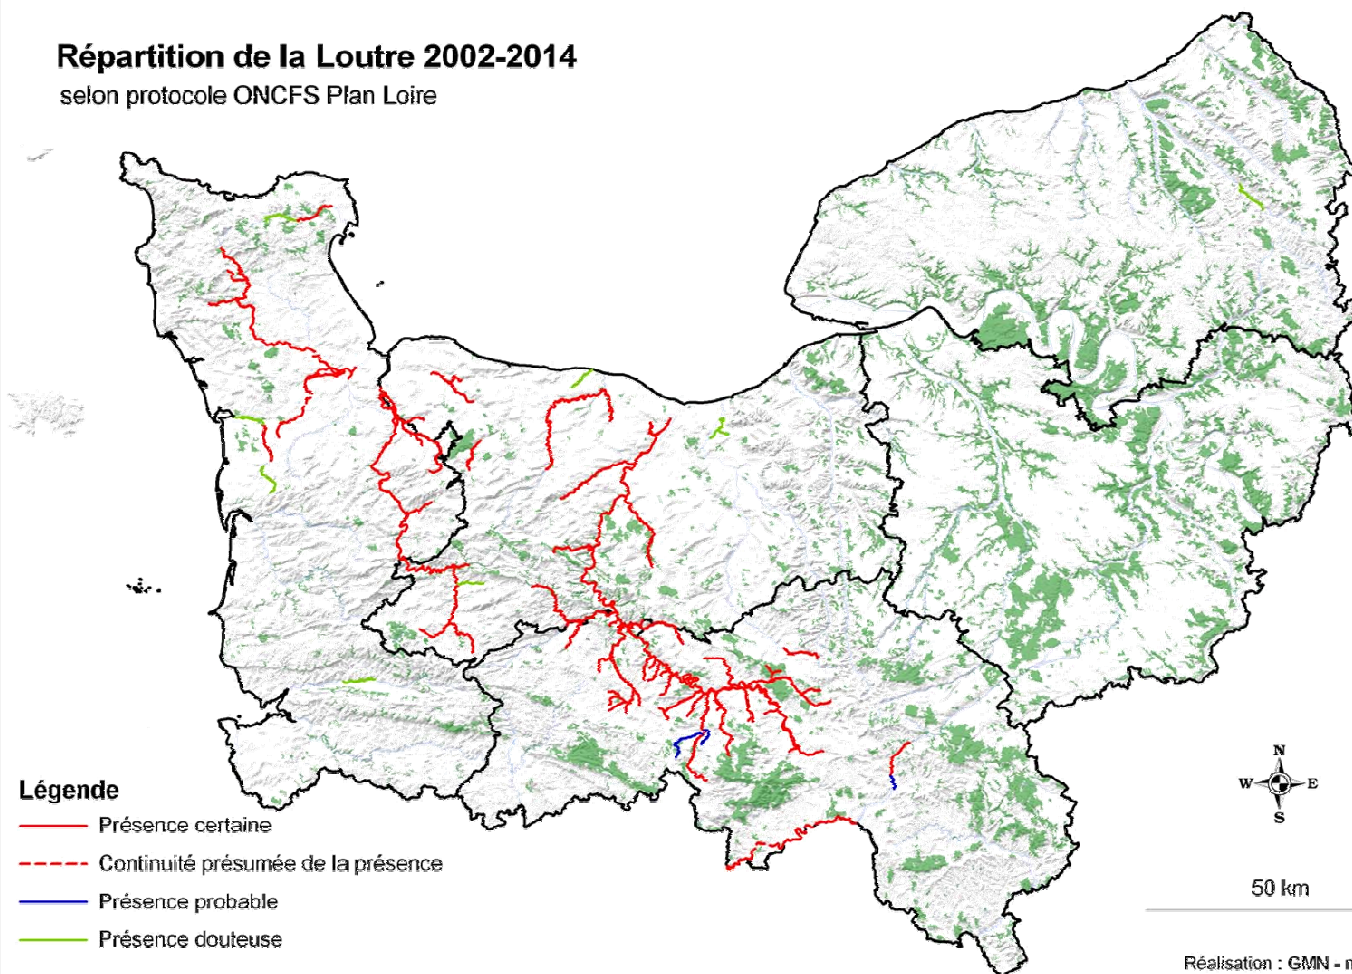 Répartition de la Loutre 2002-2014
selon protocole ONCFS Plan Loire
Légende
Présence certaine
Continuité présumée de la présence
Présence probable
Présence douteuse
N
W E
S
50 km
Réalisation : GMN - n